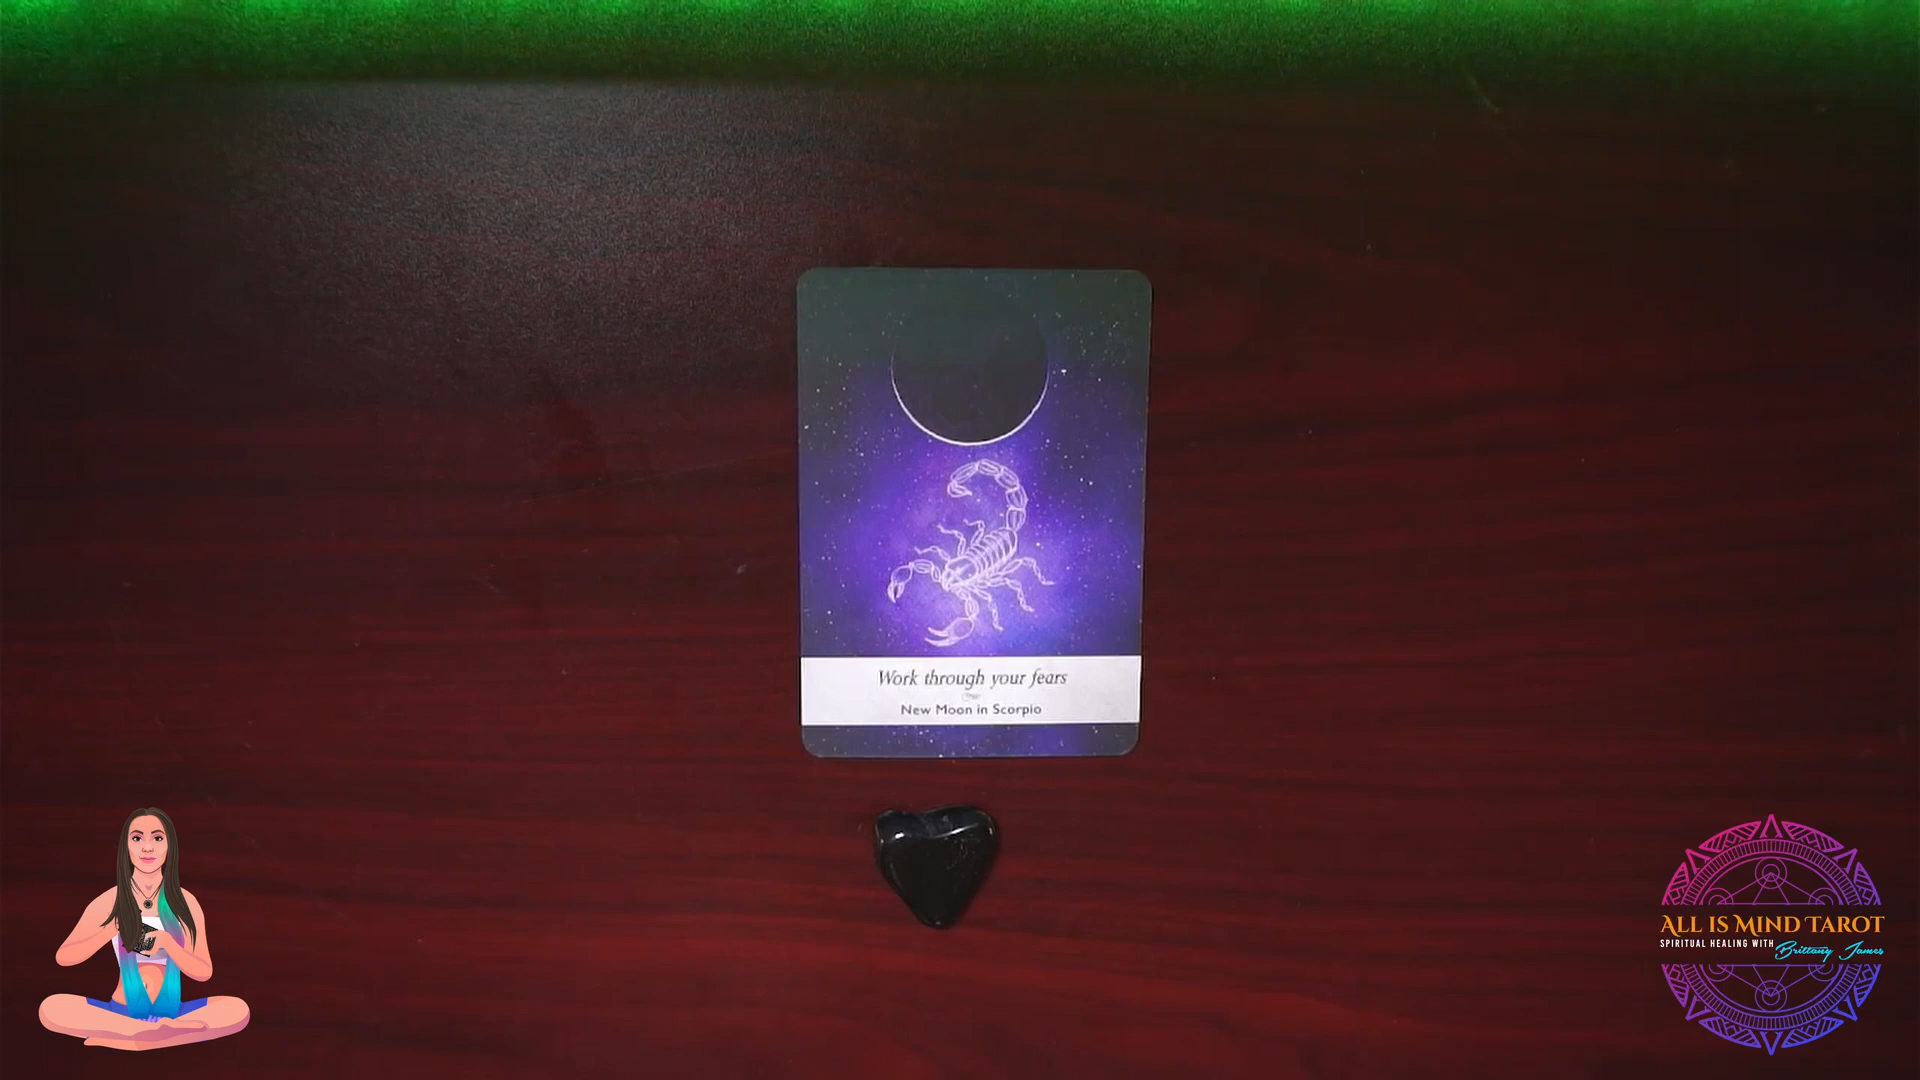 Work through your fears
New Moon in Scorpio
ALL IS MIND TAROT
SPIRITUAL HEALING WITH Brittany James